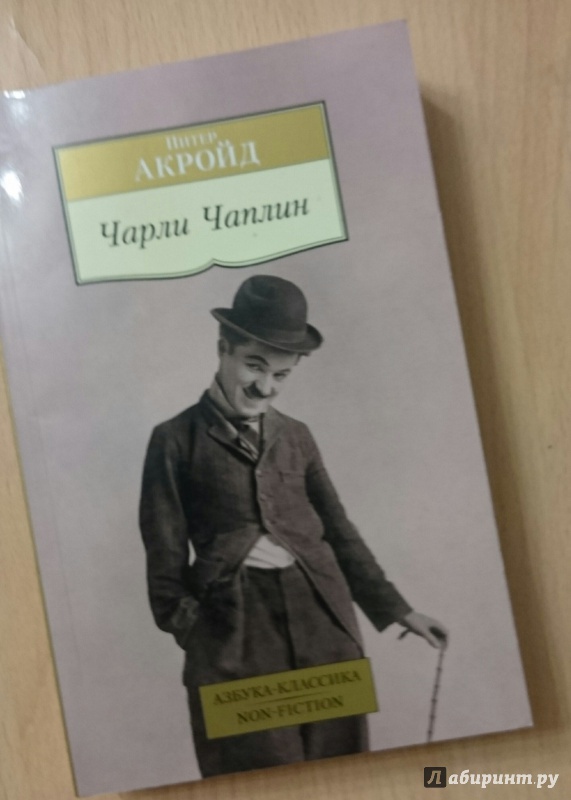 Питер
АКРОЙД
Чарли Чаплин
АЗБУКА-КЛАССИКА
NON-FICTION
Лабиринт.ру